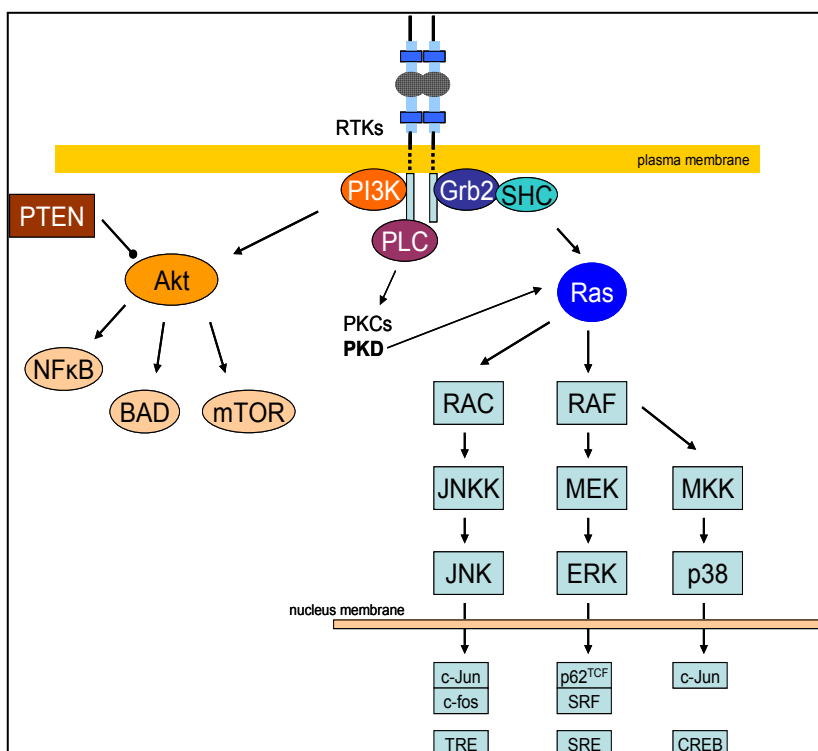 RTKs
plasma membrane
PI3K
Grb2
SHC
PTEN
PLC
Akt
Ras
PKCs
PKD
NFκB
BAD
mTOR
RAC
RAF
JNKK
MEK
MKK
JNK
ERK
p38
nucleus membrane
c-Jun
p62TCF
c-Jun
c-fos
SRF
TRE
SRE
CREB